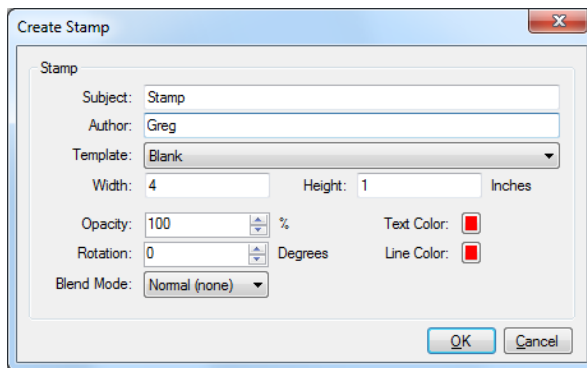 Create Stamp
Stamp
Subject: Stamp
Author: Greg
Template: Blank
Width: 4 Height: 1 Inches
Opacity: 100 % Text Color:
Rotation: 0 Degrees Line Color:
Blend Mode: Normal (none)
OK Cancel